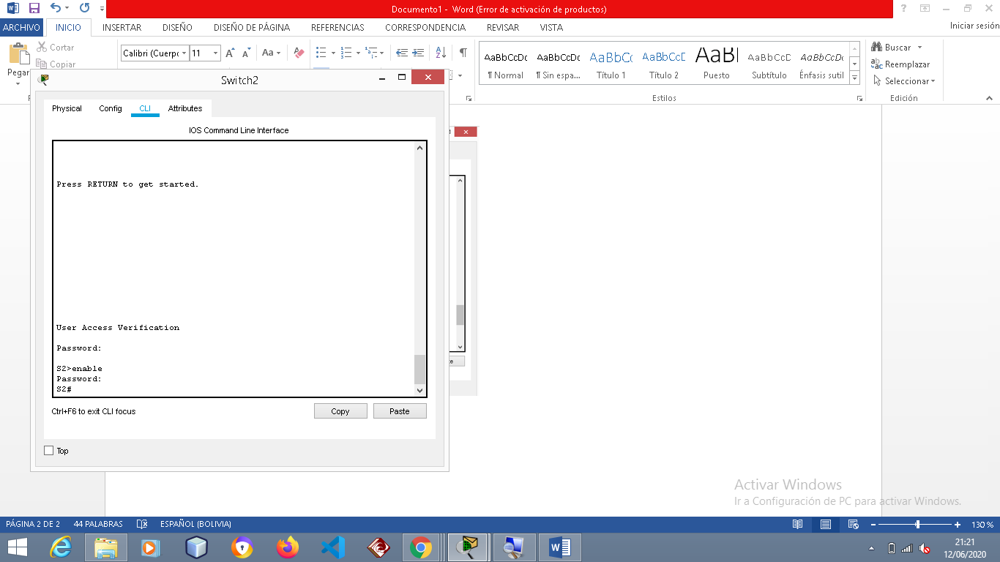 Documento1 - Word (Error de activación de productos)
ARCHIVO INICIO INSERTAR DISEÑO DISEÑO DE PÁGINA REFERENCIAS CORRESPONDENCIA REVISAR VISTA Iniciar sesión
Cortar
Copiar
Pegar
Calibri (Cuerpo 11
AaBbCcDc AaBbCcDc AaBbCc AaBbCcD AaBl AaBbCcD AaBbCcDc
¶ Normal ¶ Sin espa... Título 1 Título 2 Puesto Subtítulo Énfasis sutil
Estilos
Buscar
Reemplazar
Seleccionar
Edición
Switch2
Physical Config CLI Attributes
IOS Command Line Interface
Press RETURN to get started.
User Access Verification
Password:
S2>enable
Password:
S2#
Ctrl+F6 to exit CLI focus
Copy Paste
Top
Activar Windows
Ir a Configuración de PC para activar Windows.
PÁGINA 2 DE 2 44 PALABRAS ESPAÑOL (BOLIVIA) 130 %
21:21
12/06/2020